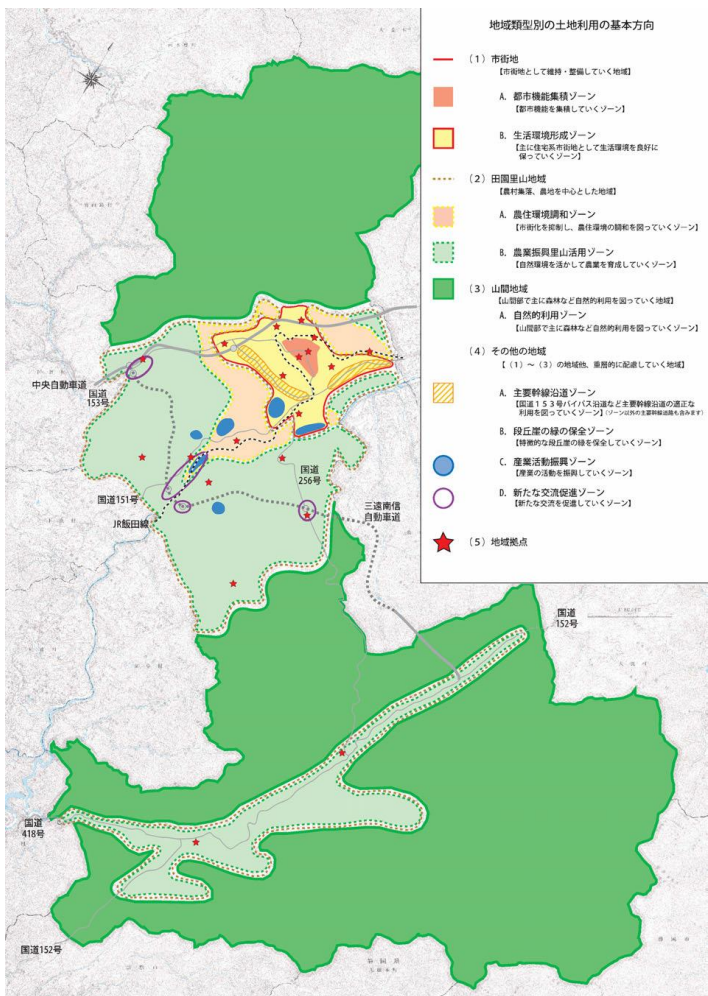 地域類型別の土地利用の基本方向
(1)市街地
【市街地として維持・整備していく地域】
A. 都市機能集積ゾーン
【都市機能を集積していくゾーン】
B. 生活環境形成ゾーン
【主に住宅系市街地として生活環境を良好に
保っていくゾーン】
(2)田園里山地域
【農村集落、農地を中心とした地域】
A. 農住環境調和ゾーン
【市街化を抑制し、農住環境の調和を図っていくゾーン】
B. 農業振興里山活用ゾーン
【自然環境を活かして農業を育成していくゾーン】
(3)山間地域
【山間部で主に森林など自然的利用を図っていく地域】
A. 自然的利用ゾーン
【山間部で主に森林など自然的利用を図っていくゾーン】
(4)その他の地域
【(1)~(3)の地域他、重層的に配慮していく地域】
A. 主要幹線沿道ゾーン
【国道153号バイパス沿道など主要幹線沿道の適正な
利用を図っていくゾーン】(ゾーン以外の主要幹線道路も含みます)
B. 段丘崖の緑の保全ゾーン
【特徴的な段丘崖の緑を保全していくゾーン】
C. 産業活動振興ゾーン
【産業の活動を振興していくゾーン】
D. 新たな交流促進ゾーン
【新たな交流を促進していくゾーン】
(5)地域拠点
中央自動車道
国道
153号
国道
256号
国道151号
JR飯田線
三遠南信
自動車道
国道
152号
国道
418号
国道152号